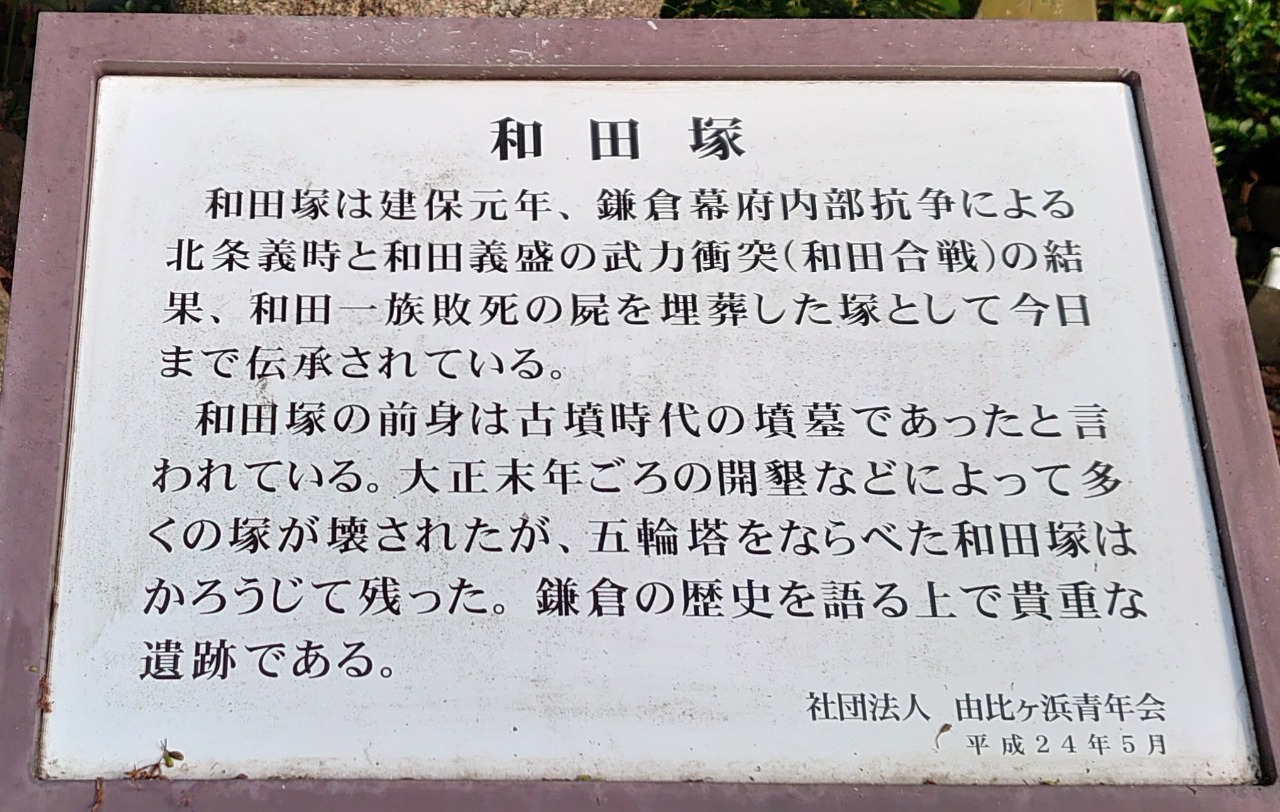 和田塚
和田塚は建保元年、鎌倉幕府内部抗争による
北条義時と和田義盛の武力衝突(和田合戦)の結
果、和田一族敗死の屍を埋葬した塚として今日
まで伝承されている。
和田塚の前身は古墳時代の墳墓であったと言
われている。大正末年ごろの開墾などによって多
くの塚が壊されたが、五輪塔をならべた和田塚は
かろうじて残った。鎌倉の歴史を語る上で貴重な
遺跡である。
社団法人 由比ヶ浜青年会
平成24年5月